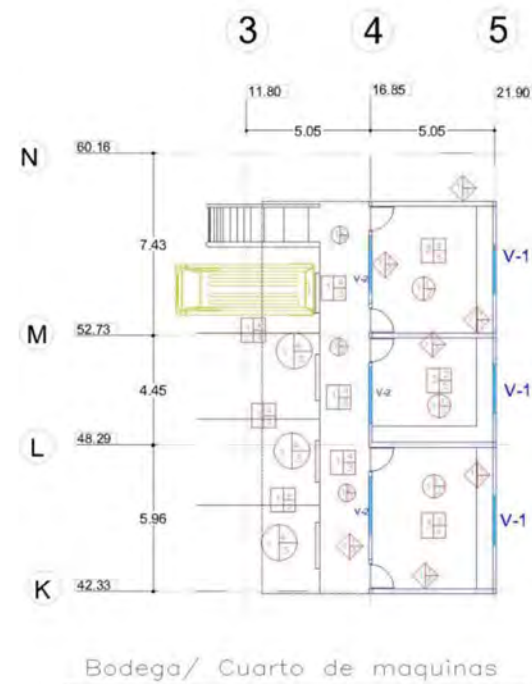 3 4 5
11.80 16.85 21.90
5.05 5.05
N 60.16
7.43
V-2 V-1
M 52.73
4.45
V-2 V-1
L 48.29
5.96
V-2 V-1
K 42.33
Bodega/ Cuarto de maquinas